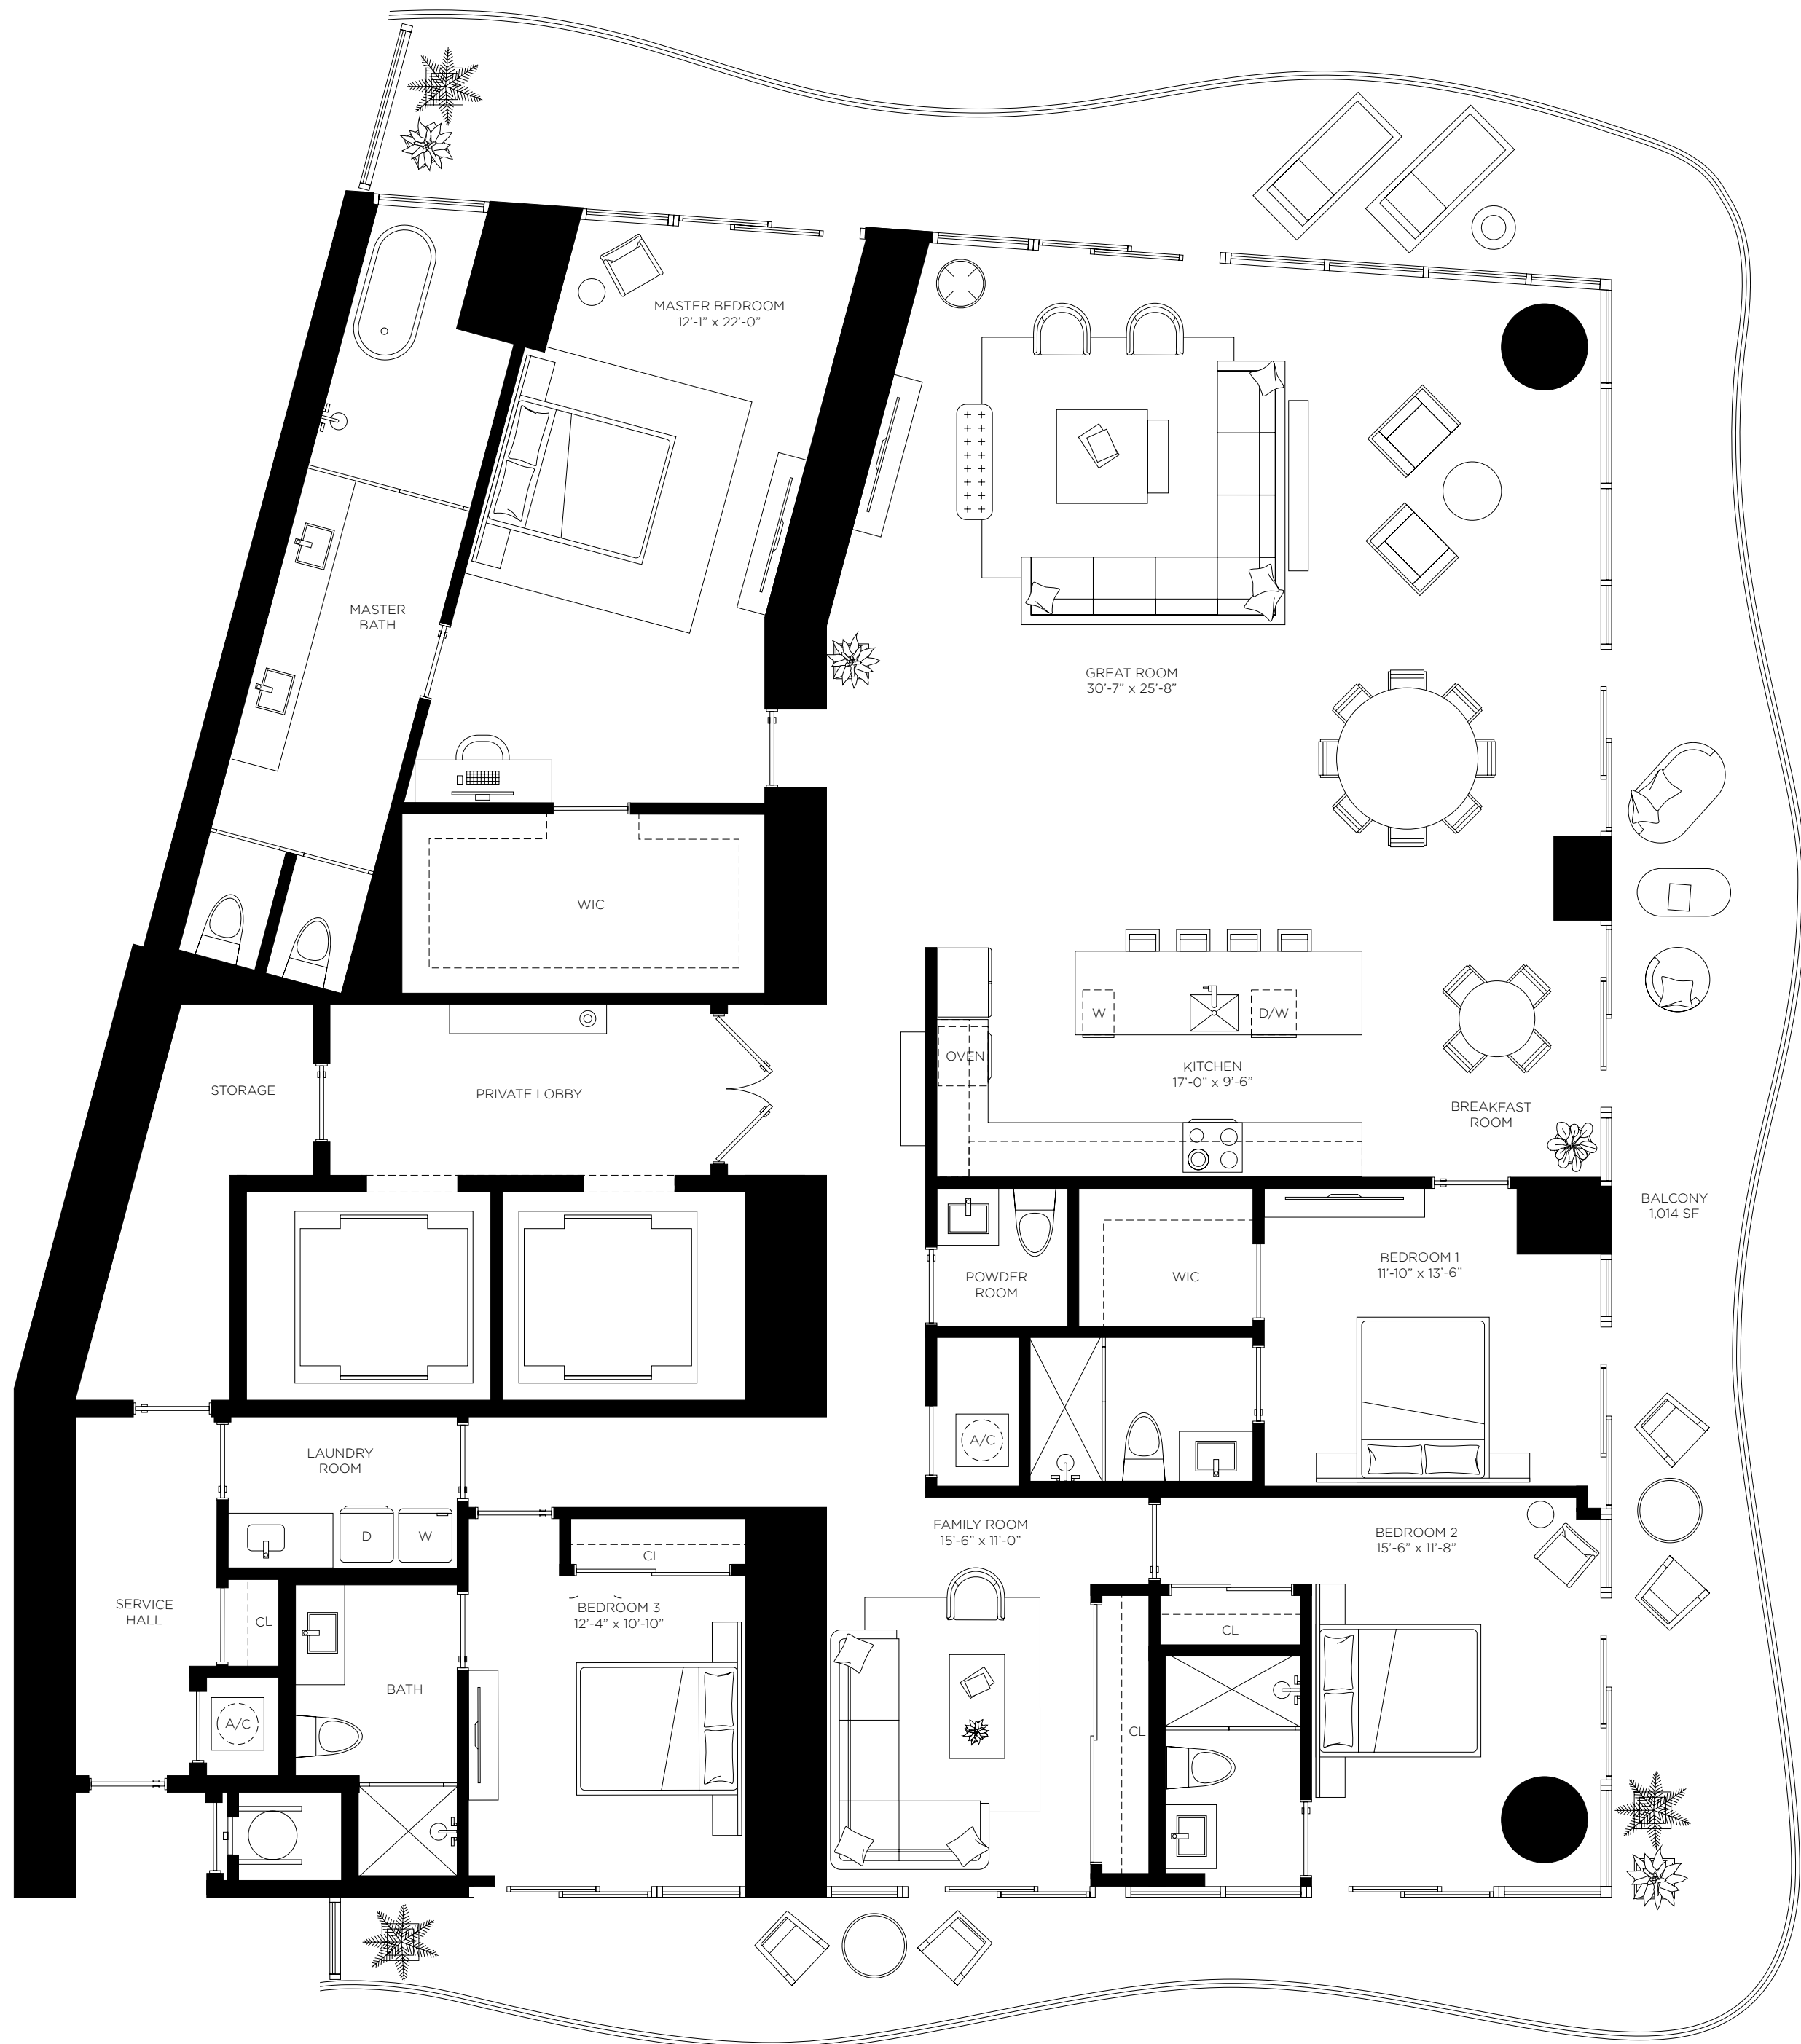 MASTER BEDROOM
12'-1" x 22'-0"
MASTER
BATH
GREAT ROOM
30'-7" x 25'-8"
WIC
W
D/W
OVEN
KITCHEN
17'-0" x 9'-6"
STORAGE
PRIVATE LOBBY
BREAKFAST
ROOM
BALCONY
1,014 SF
POWDER
ROOM
WIC
BEDROOM 1
11'-10" x 13'-6"
A/C
LAUNDRY
ROOM
D
W
FAMILY ROOM
15'-6" x 11'-0"
BEDROOM 2
15'-6" x 11'-8"
CL
SERVICE
HALL
CL
BEDROOM 3
12'-4" x 10'-10"
CL
BATH
A/C
CL